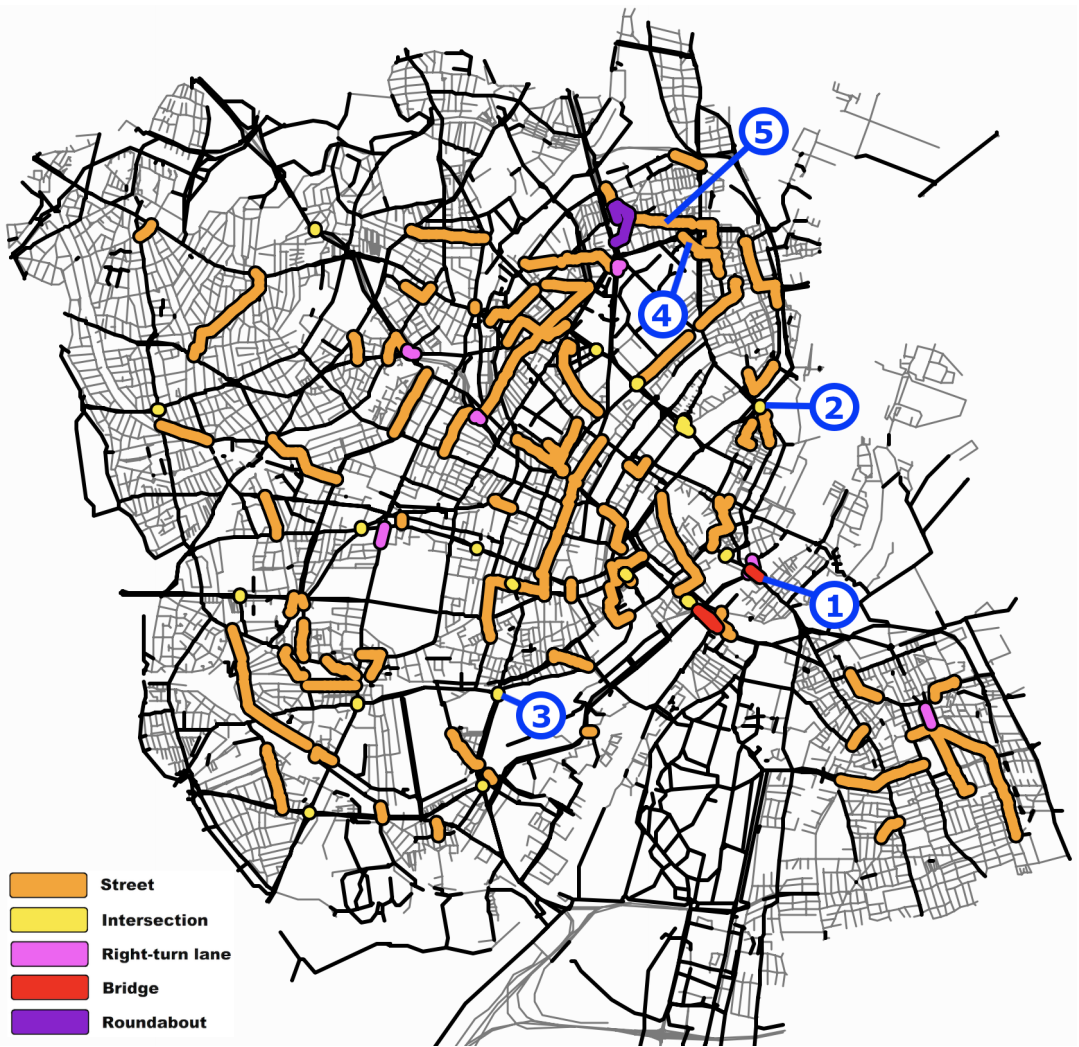 5
4
2
1
3
Street
Intersection
Right-turn lane
Bridge
Roundabout